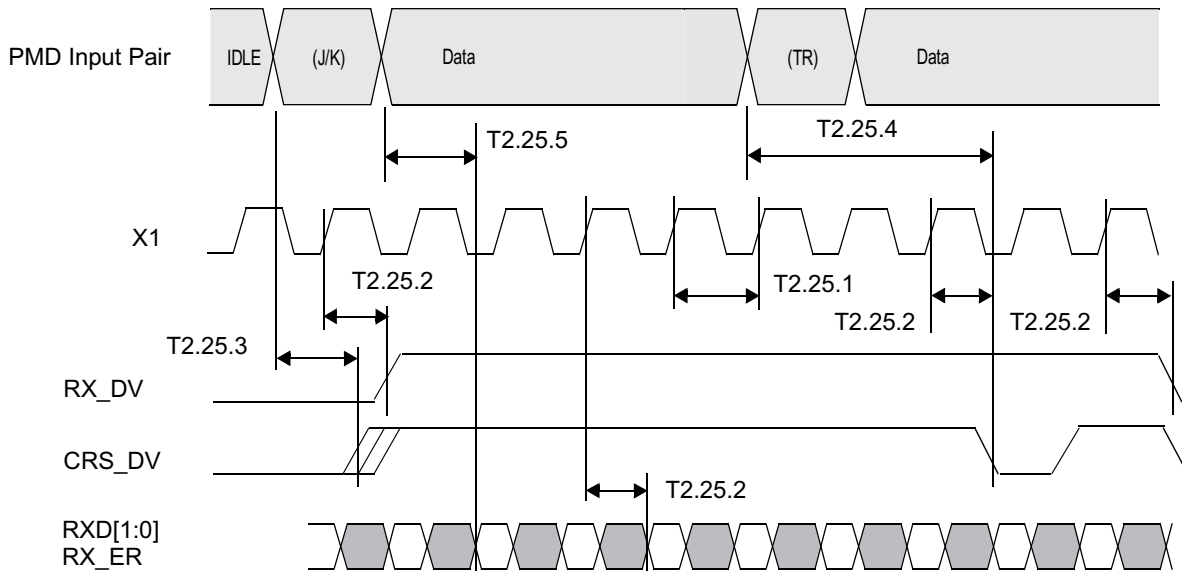 PMD Input Pair
IDLE
(J/K)
Data
(TR)
Data
T2.25.5
T2.25.4
X1
T2.25.2
T2.25.1
T2.25.2
T2.25.2
T2.25.3
RX_DV
CRS_DV
T2.25.2
RXD[1:0]
RX_ER